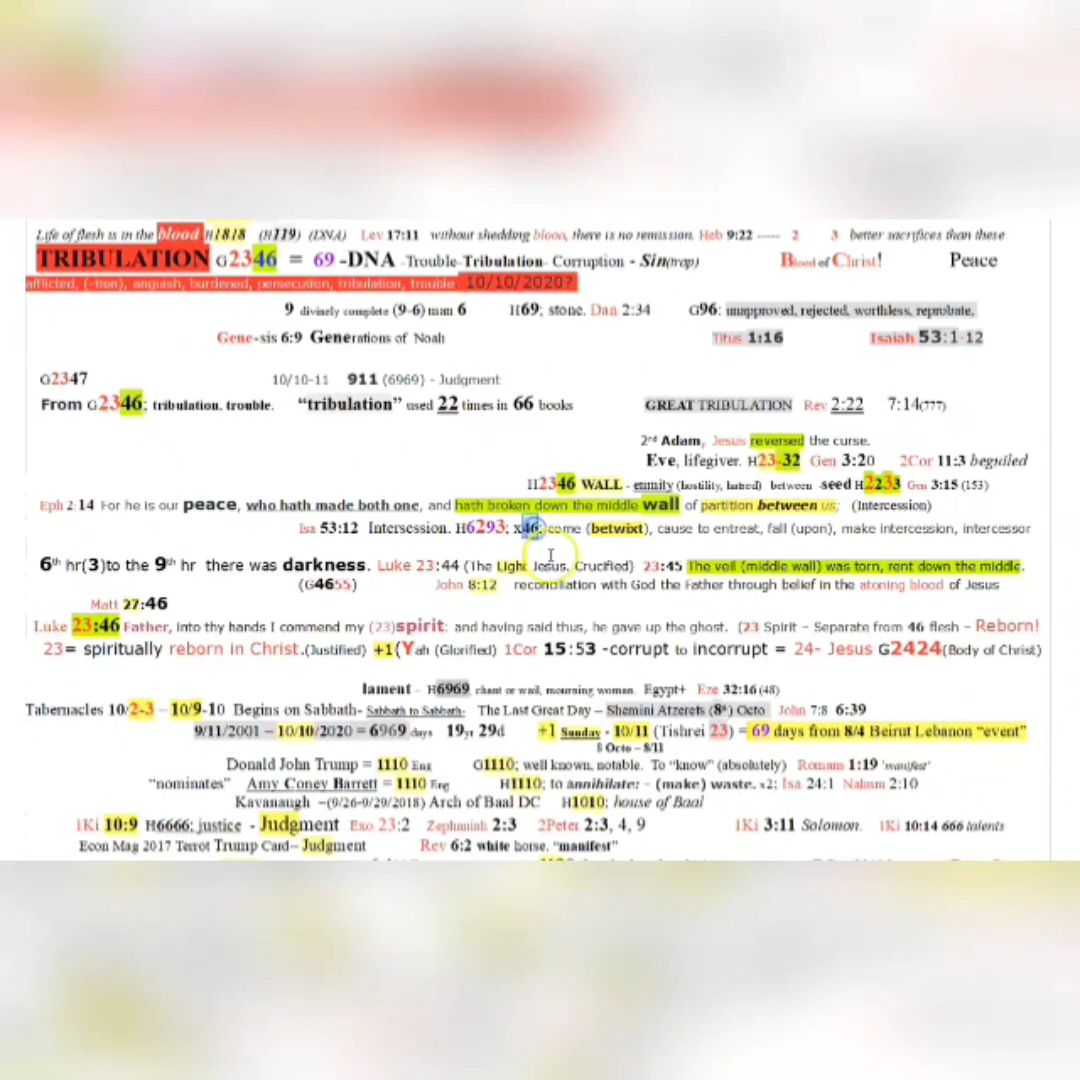 Life of flesh is in the blood H1818 (H119) (DNA) Lev 17:11 without shedding blood, there is no remission. Heb 9:22 ----- 2 3 better sacrifices than these
TRIBULATION G2346 = 69 -DNA -Trouble-Tribulation- Corruption - Sin(trap) Blood of Christ! Peace
afflicted, (-tion), anguish, burdened, persecution, tribulation, trouble. 10/10/2020?
9 divinely complete (9-6) man 6 H69; stone. Dan 2:34 G96; unapproved, rejected, worthless, reprobate,
Gene-sis 6:9 Generations of Noah Titus 1:16 Isaiah 53:1-12
G2347 10/10-11 911 (6969) - Judgment
From G2346; tribulation, trouble. "tribulation" used 22 times in 66 books GREAT TRIBULATION Rev 2:22 7:14(777)
2nd Adam, Jesus reversed the curse.
Eve, lifegiver. H23-32 Gen 3:20 2Cor 11:3 beguiled
H2346 WALL - enmity (hostility, hatred) between -seed H2233 Gen 3:15 (153)
Eph 2:14 For he is our peace, who hath made both one, and hath broken down the middle wall of partition between us; (Intercession)
Isa 53:12 Intersession. H6293; x46; come (betwixt), cause to entreat, fall (upon), make intercession, intercessor
6th hr(3)to the 9th hr there was darkness. Luke 23:44 (The Light Jesus, Crucified) 23:45 The veil (middle wall) was torn, rent down the middle.
(G4655) John 8:12 reconciliation with God the Father through belief in the atoning blood of Jesus
Matt 27:46
Luke 23:46 Father, into thy hands I commend my (23)spirit: and having said thus, he gave up the ghost. (23 Spirit - Separate from 46 flesh - Reborn!
23= spiritually reborn in Christ.(Justified) +1(Yah (Glorified) 1Cor 15:53 -corrupt to incorrupt = 24- Jesus G2424(Body of Christ)
lament - H6969 chant or wail, mourning woman. Egypt+ Eze 32:16 (48)
Tabernacles 10/2-3 - 10/9-10 Begins on Sabbath- Sabbath to Sabbath- The Last Great Day - Shemini Atzerets (8th) Octo John 7:8 6:39
9/11/2001 - 10/10/2020 = 6969 days 19yr 29d +1 Sunday - 10/11 (Tishrei 23) = 69 days from 8/4 Beirut Lebanon "event"
8 Octo - 8/11
Donald John Trump = 1110 Eng G1110; well known, notable. To "know" (absolutely) Romans 1:19 'manifest'
"nominates" Amy Coney Barrett = 1110 Eng H1110; to annihilate: - (make) waste. x2; Isa 24:1 Nahum 2:10
Kavanaugh -(9/26-9/29/2018) Arch of Baal DC H1010; house of Baal
1Ki 10:9 H6666; justice - Judgment Exo 23:2 Zephaniah 2:3 2Peter 2:3, 4, 9 1Ki 3:11 Solomon. 1Ki 10:14 666 talents
Econ Mag 2017 Terrot Trump Card- Judgment Rev 6:2 white horse, "manifest"